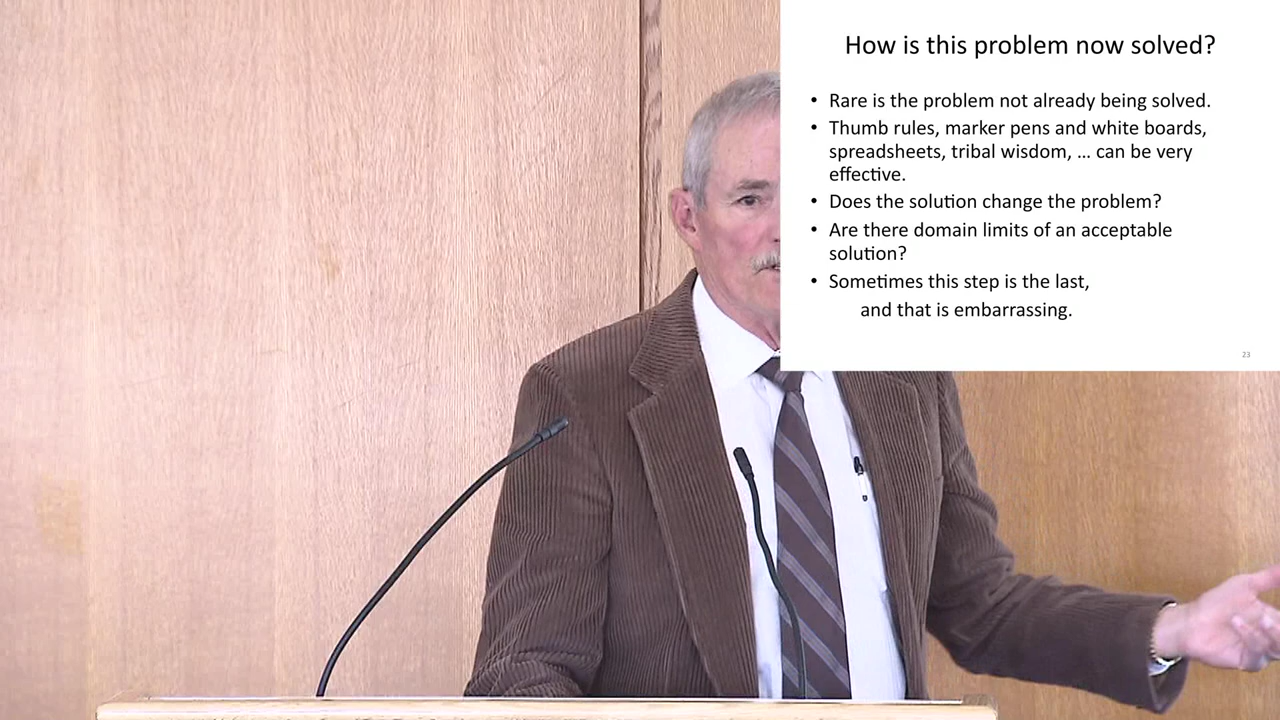 How is this problem now solved?
• Rare is the problem not already being solved.
• Thumb rules, marker pens and white boards,
spreadsheets, tribal wisdom, … can be very
effective.
• Does the solution change the problem?
• Are there domain limits of an acceptable
solution?
• Sometimes this step is the last,
and that is embarrassing.
23